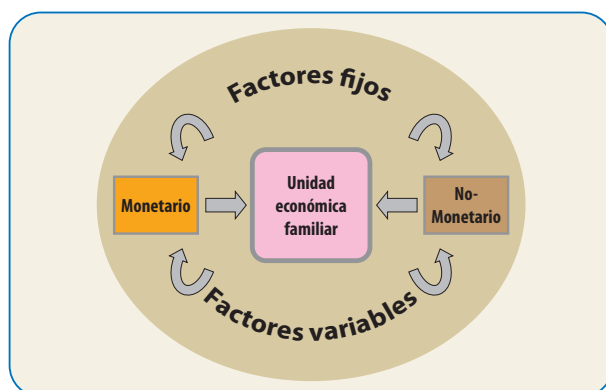 Factores fijos
Monetario
Unidad
económica
familiar
No-
Monetario
Factores variables